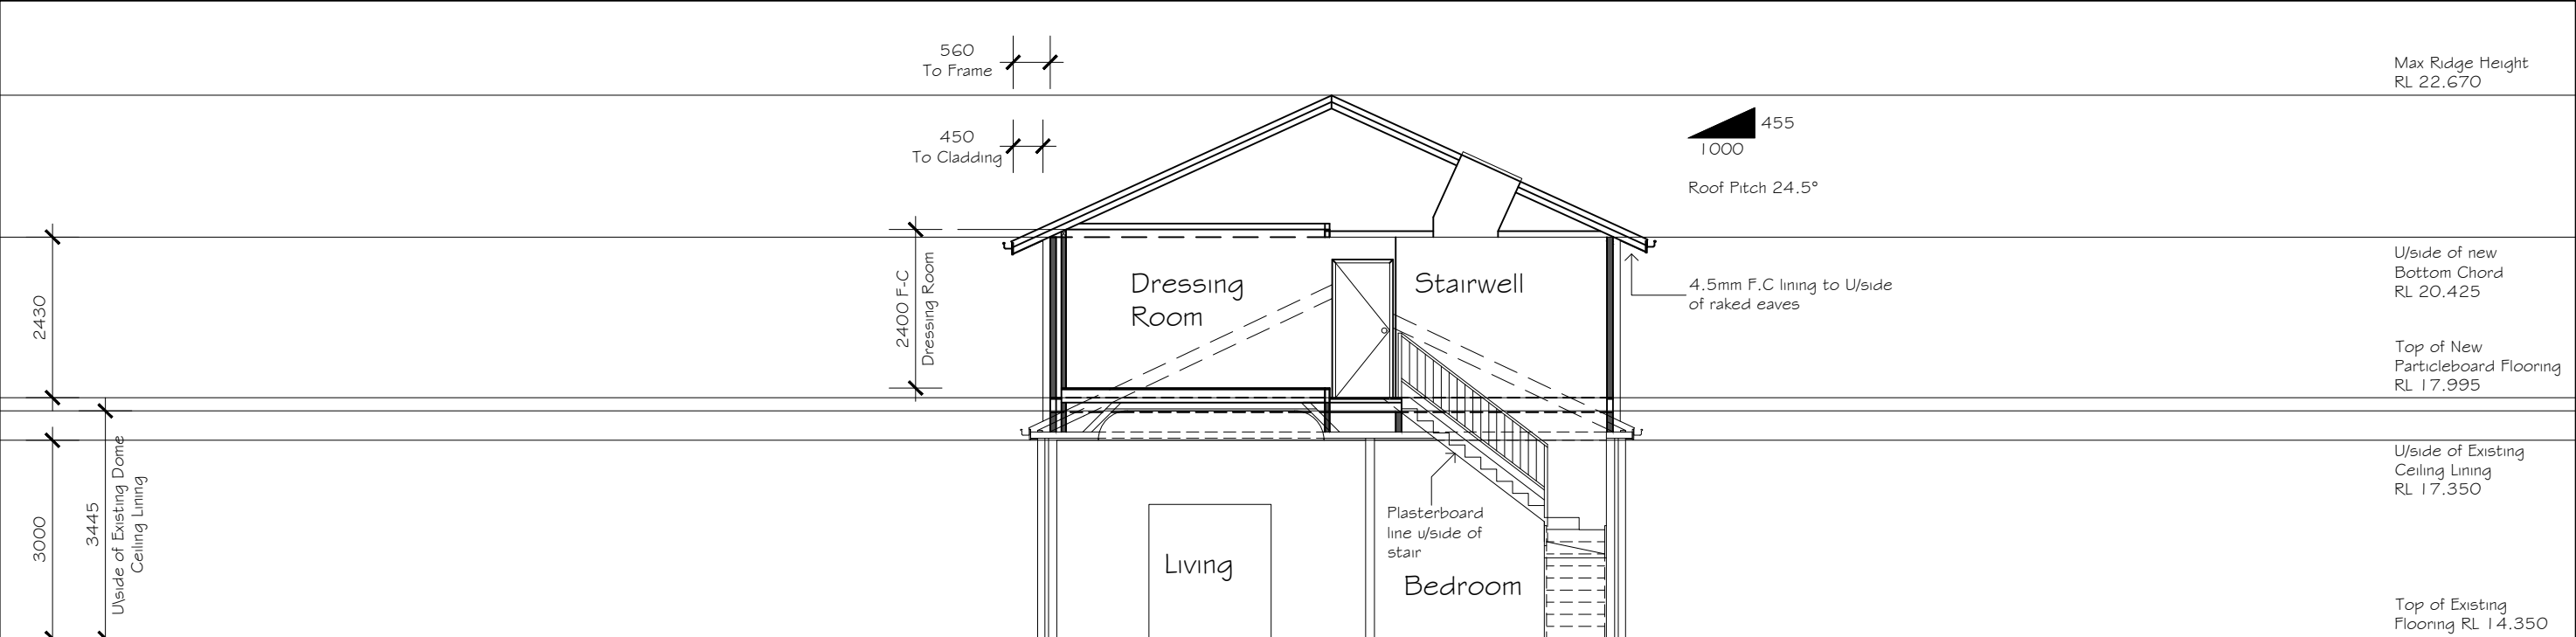 560
To Frame
Max Ridge Height
RL 22.670
450
To Cladding
455
1000
Roof Pitch 24.5°
2430
2400 F-C
Dressing Room
Dressing
Room
Stairwell
4.5mm F.C lining to U/side
of raked eaves
U/side of new
Bottom Chord
RL 20.425
Top of New
Particleboard Flooring
RL 17.995
3000
3445
U\side of Existing Dome
Ceiling Lining
Living
Plasterboard
line u/side of
stair
Bedroom
U/side of Existing
Ceiling Lining
RL 17.350
Top of Existing
Flooring RL 14.350